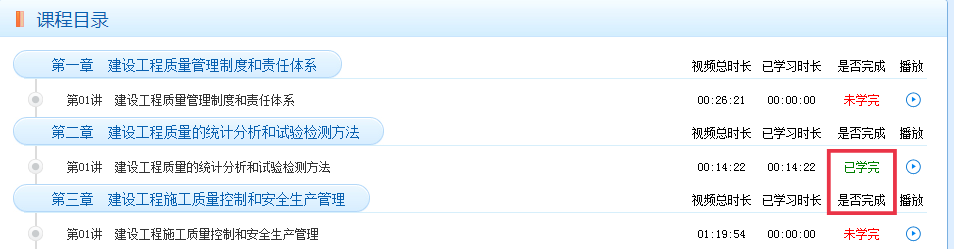 课程目录
第一章 建设工程质量管理制度和责任体系 视频总时长 已学习时长 是否完成 播放
第01讲 建设工程质量管理制度和责任体系 00:26:21 00:00:00 未学完
第二章 建设工程质量的统计分析和试验检测方法 视频总时长 已学习时长 是否完成 播放
第01讲 建设工程质量的统计分析和试验检测方法 00:14:22 00:14:22 已学完
第三章 建设工程施工质量控制和安全生产管理 视频总时长 已学习时长 是否完成 播放
第01讲 建设工程施工质量控制和安全生产管理 01:19:54 00:00:00 未学完